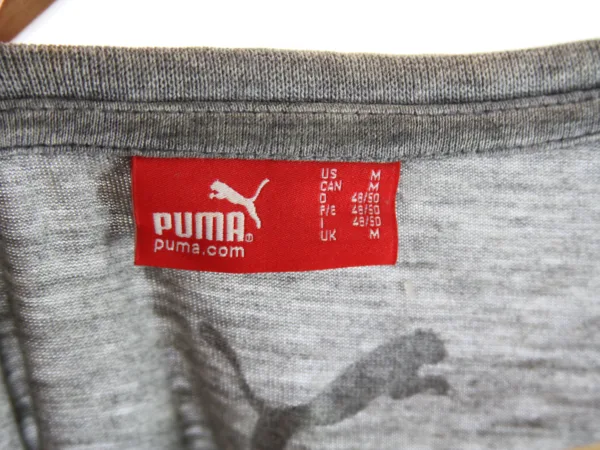 PUMA®
puma.com
US M
CAN M
D 48/50
F/E 48/50
I 48/50
UK M